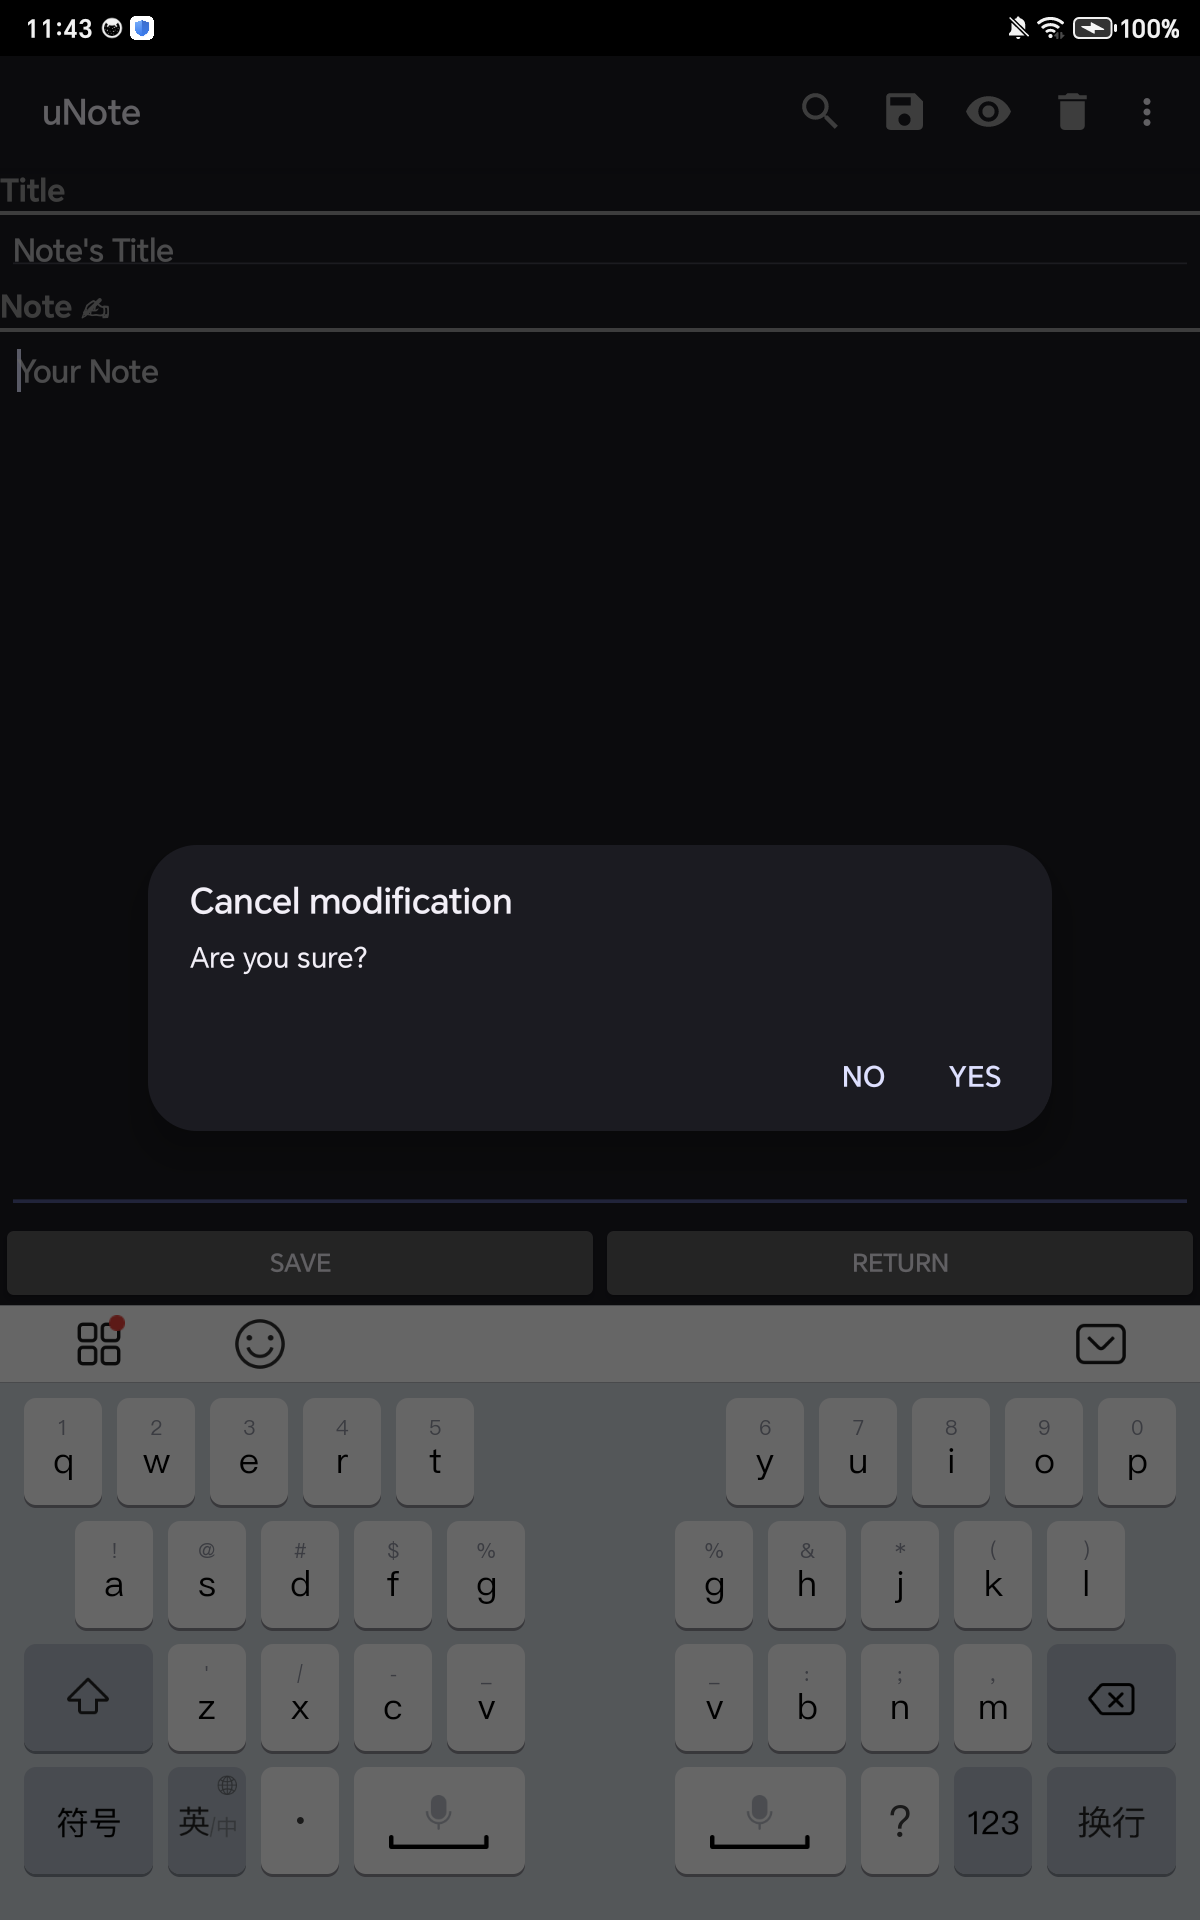 11:43 100%
uNote
Title
Note's Title
Note ✍
Your Note
Cancel modification
Are you sure?
NO YES
SAVE RETURN
1 2 3 4 5 6 7 8 9 0
q w e r t y u i o p
! @ # $ % % & * ( )
a s d f g g h j k l
' / - _ _ : ; ,
z x c v v b n m
符号 英/中 · ? 123 换行